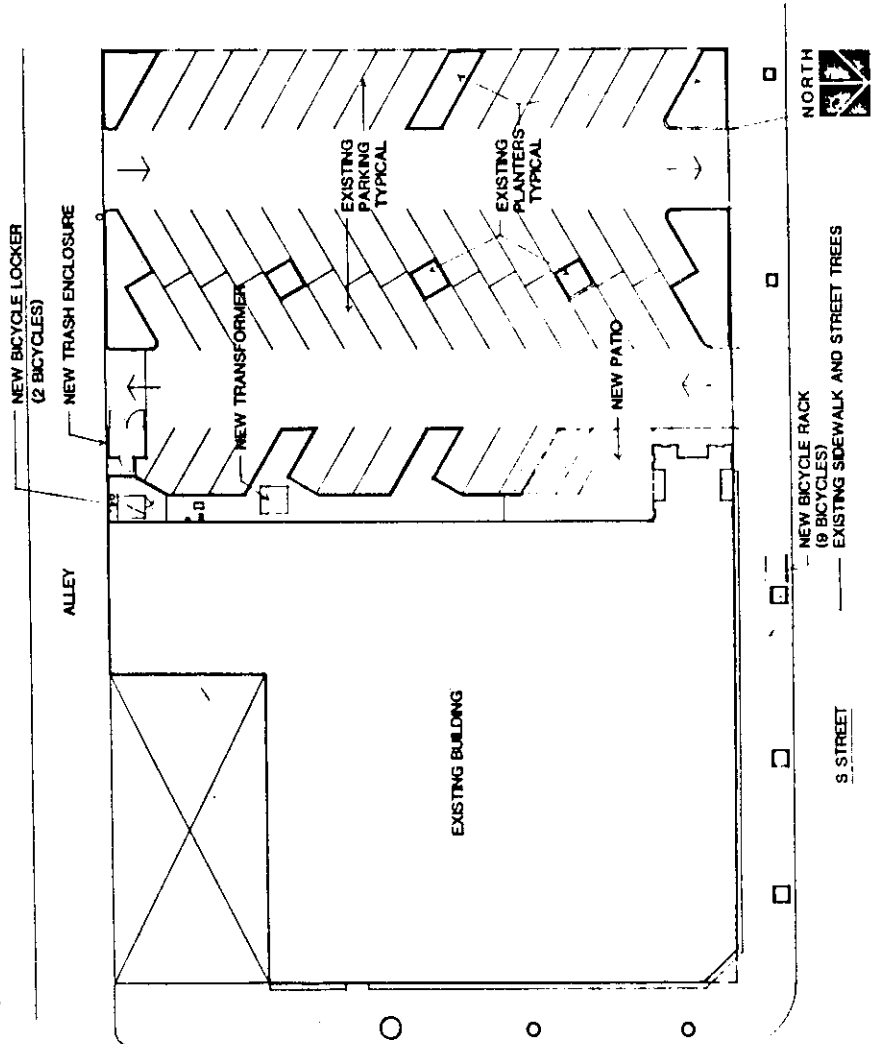 NEW BICYCLE LOCKER
(2 BICYCLES)
NEW TRASH ENCLOSURE
ALLEY
NEW TRANSFORMER
EXISTING
PARKING
TYPICAL
EXISTING
PLANTERS
TYPICAL
NEW PATIO
EXISTING BUILDING
NORTH
NEW BICYCLE RACK
(9 BICYCLES)
EXISTING SIDEWALK AND STREET TREES
S STREET